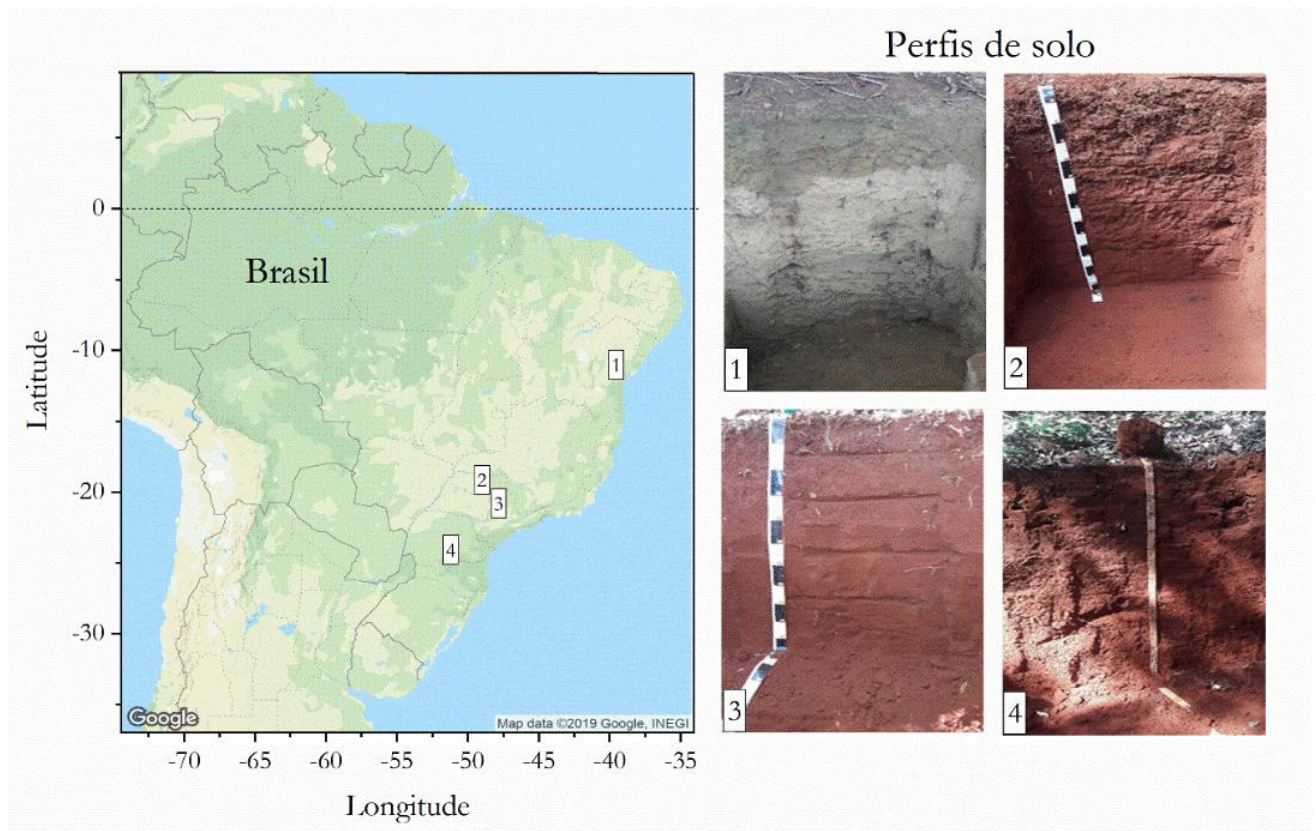 Perfis de solo
Brasil
Latitude
0
-10
-20
-30
1
2
3
4
Google
Map data ©2019 Google, INEGI
-70 -65 -60 -55 -50 -45 -40 -35
Longitude
1
2
3
4